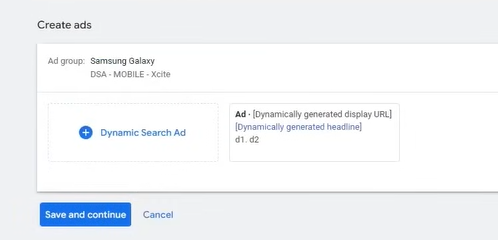 Create ads
Ad group: Samsung Galaxy
DSA - MOBILE - Xcite
Dynamic Search Ad
Ad · [Dynamically generated display URL]
[Dynamically generated headline]
d1. d2
Save and continue
Cancel